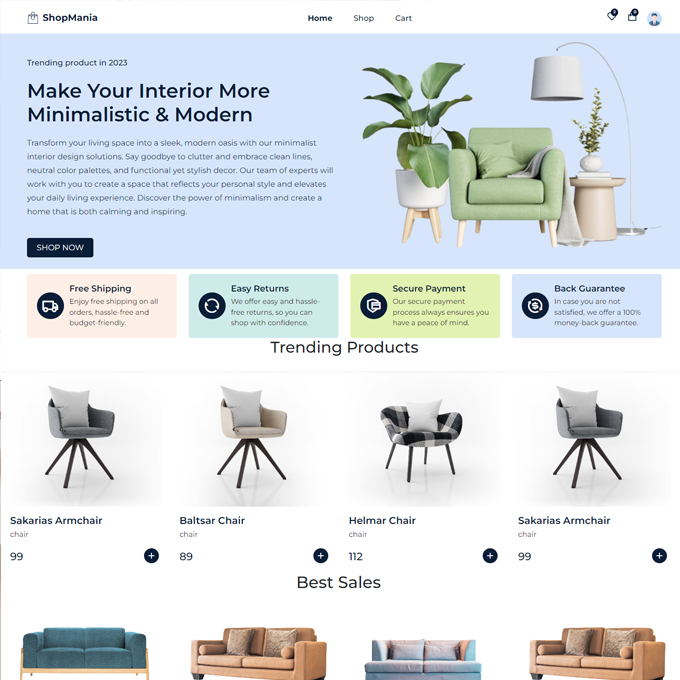 ShopMania
Home Shop Cart
0 0
Trending product in 2023
Make Your Interior More
Minimalistic & Modern
Transform your living space into a sleek, modern oasis with our minimalist
interior design solutions. Say goodbye to clutter and embrace clean lines,
neutral color palettes, and functional yet stylish decor. Our team of experts will
work with you to create a space that reflects your personal style and elevates
your daily living experience. Discover the power of minimalism and create a
home that is both calming and inspiring.
SHOP NOW
Free Shipping
Enjoy free shipping on all
orders, hassle-free and
budget-friendly.
Easy Returns
We offer easy and hassle-
free returns, so you can
shop with confidence.
Secure Payment
Our secure payment
process always ensures you
have a peace of mind.
Back Guarantee
In case you are not
satisfied, we offer a 100%
money-back guarantee.
Trending Products
Sakarias Armchair
chair
99
Baltsar Chair
chair
89
Helmar Chair
chair
112
Sakarias Armchair
chair
99
Best Sales